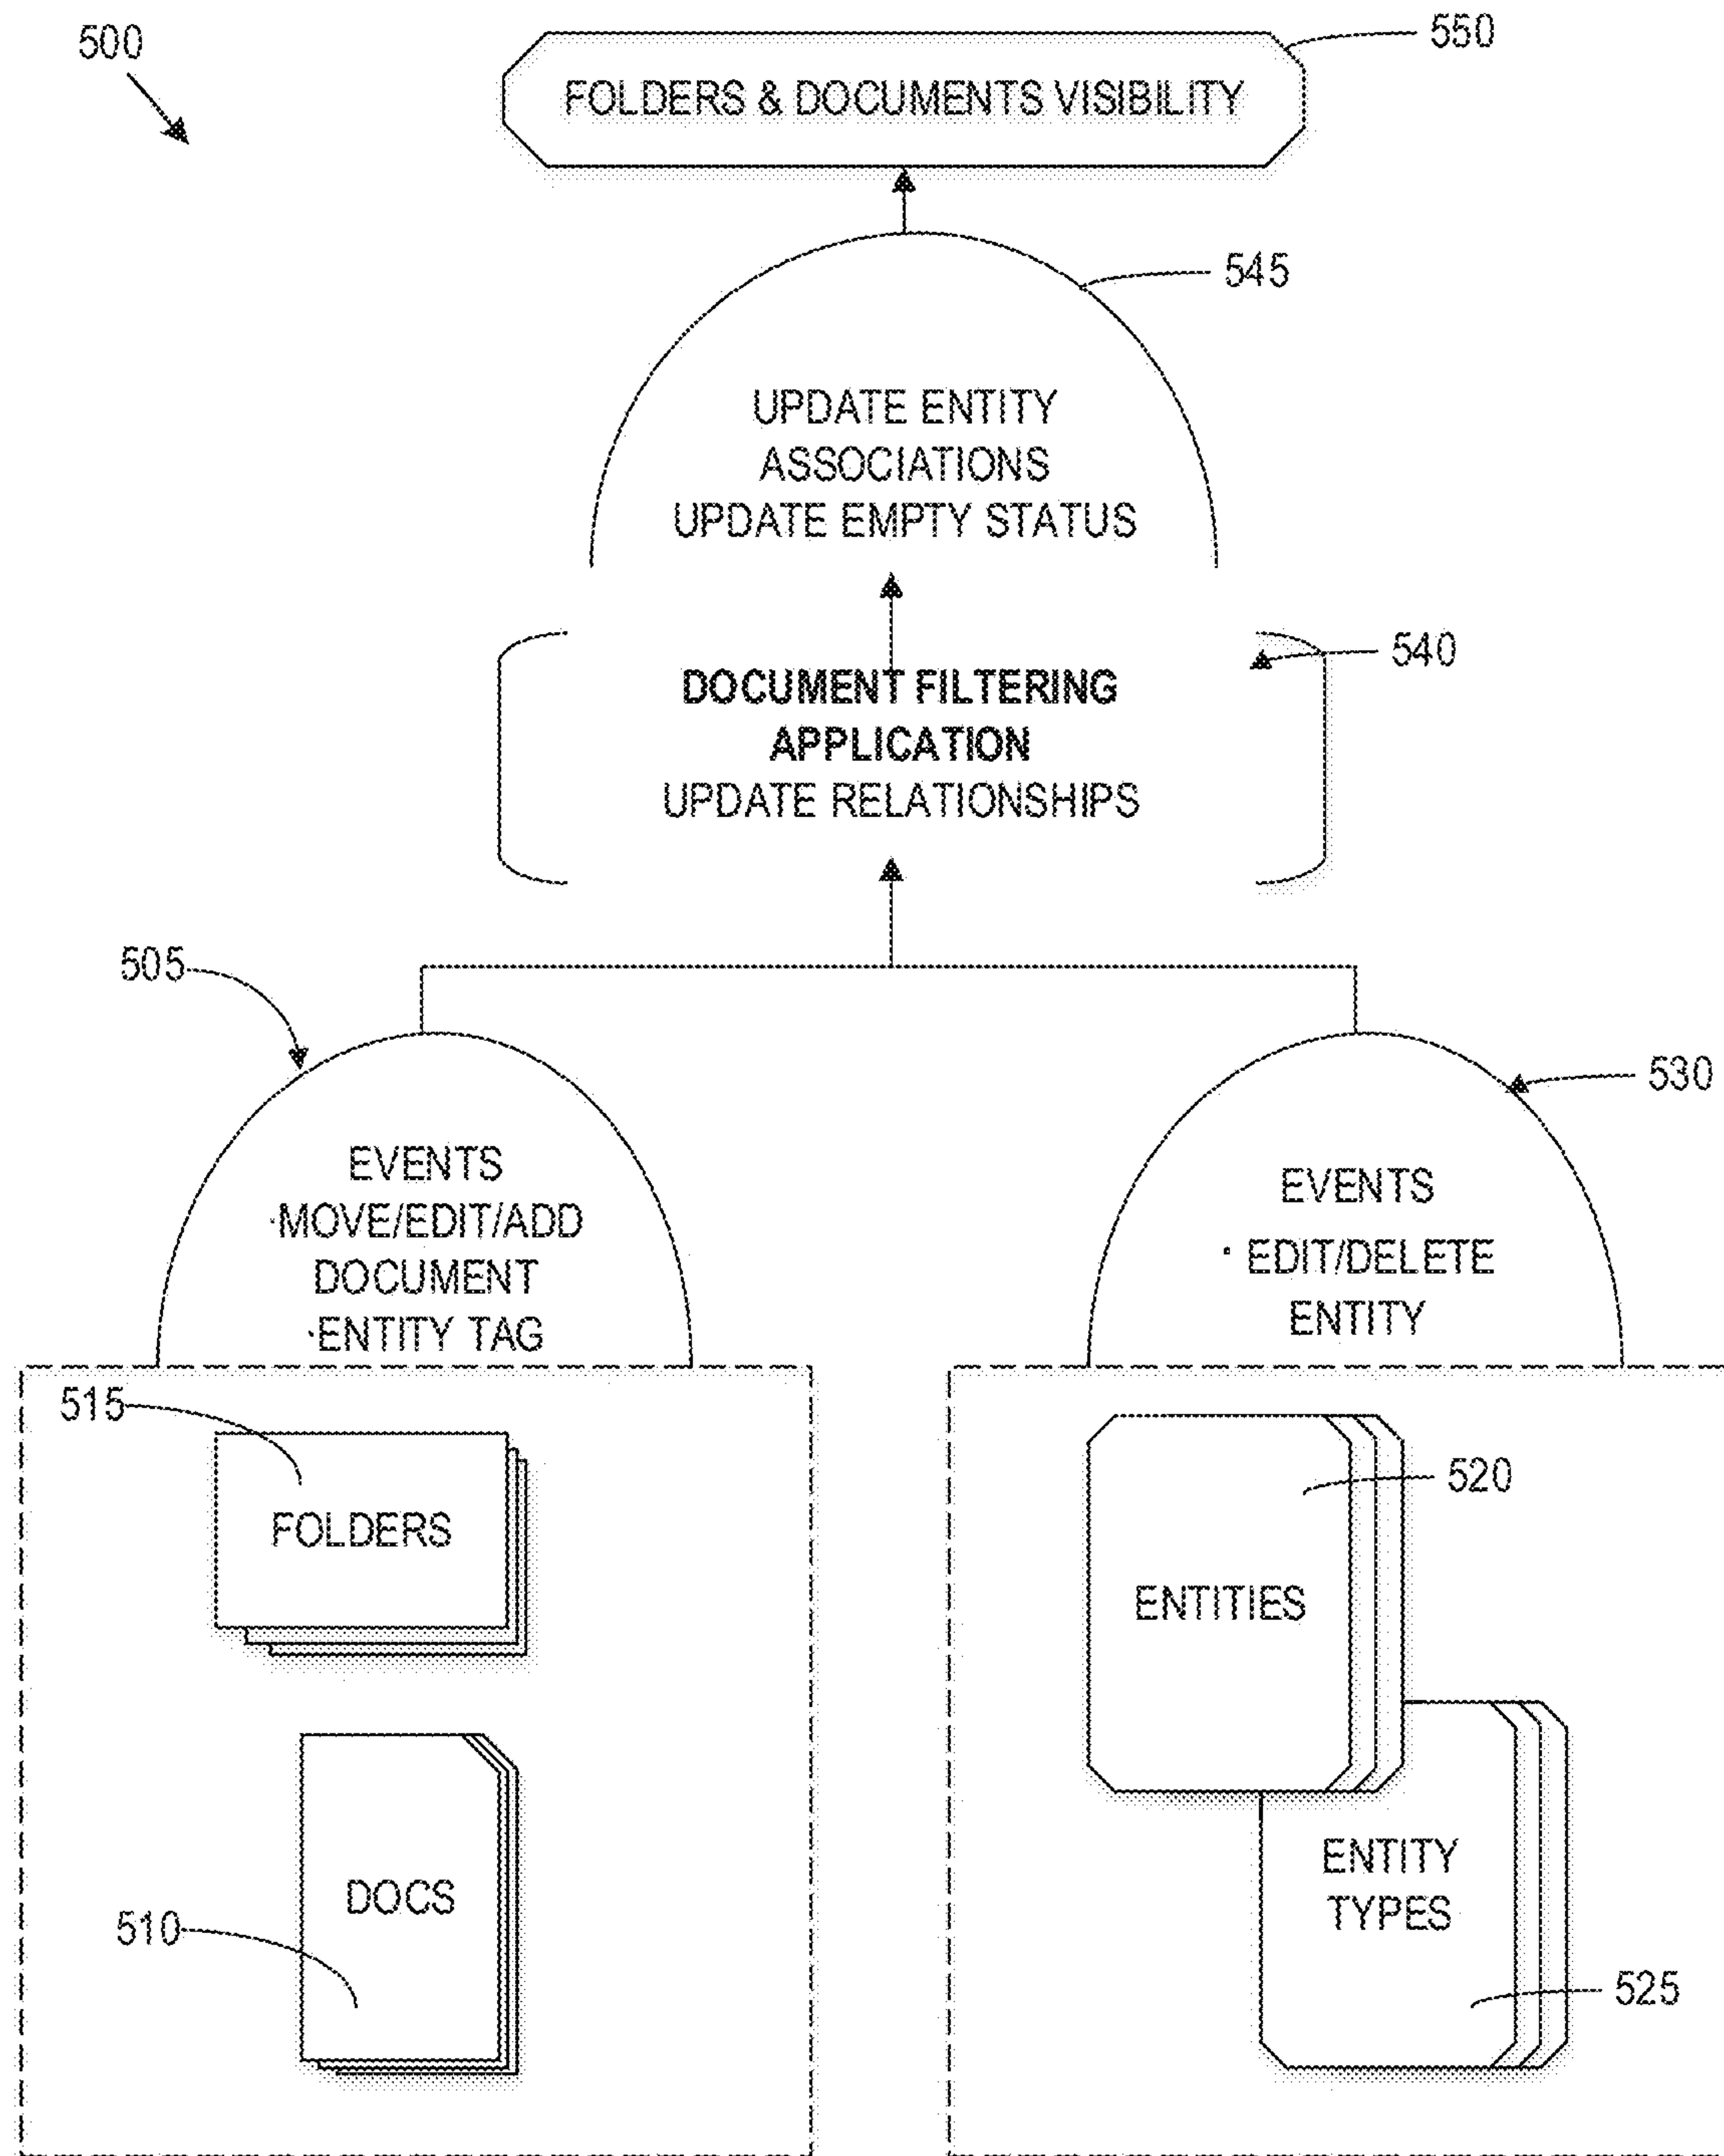 500
550
FOLDERS & DOCUMENTS VISIBILITY
545
UPDATE ENTITY
ASSOCIATIONS
UPDATE EMPTY STATUS
540
DOCUMENT FILTERING
APPLICATION
UPDATE RELATIONSHIPS
505
530
EVENTS
·MOVE/EDIT/ADD
DOCUMENT
·ENTITY TAG
EVENTS
· EDIT/DELETE
ENTITY
515
FOLDERS
520
ENTITIES
DOCS
510
ENTITY
TYPES
525